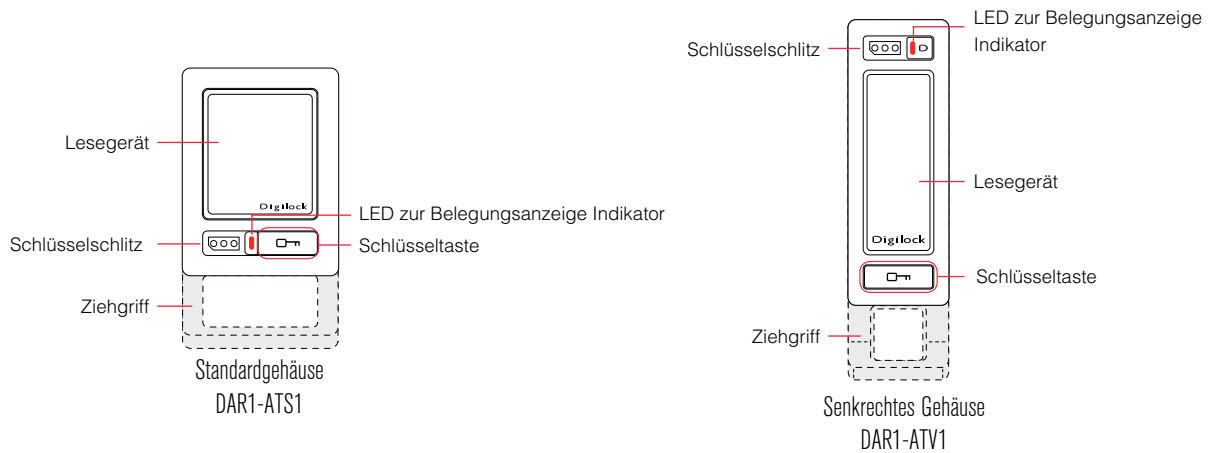 Lesegerät
Digilock
LED zur Belegungsanzeige Indikator
Schlüsselschlitz
Schlüsseltaste
Ziehgriff
Standardgehäuse
DAR1-ATS1
LED zur Belegungsanzeige
Indikator
Schlüsselschlitz
Lesegerät
Digilock
Schlüsseltaste
Ziehgriff
Senkrechtes Gehäuse
DAR1-ATV1